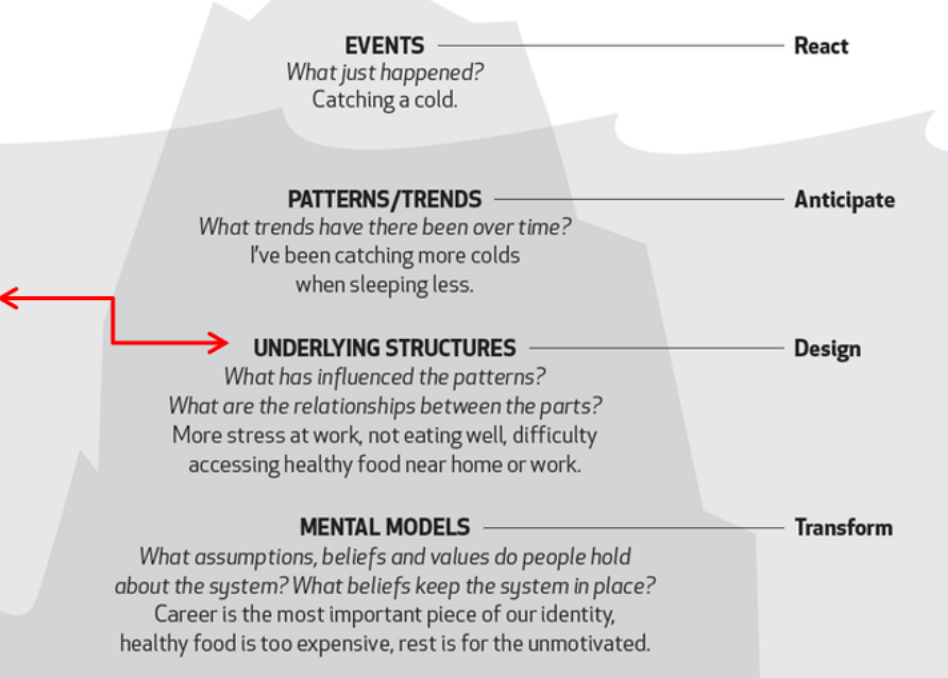 EVENTS React
What just happened?
Catching a cold.
PATTERNS/TRENDS Anticipate
What trends have there been over time?
I've been catching more colds
when sleeping less.
UNDERLYING STRUCTURES Design
What has influenced the patterns?
What are the relationships between the parts?
More stress at work, not eating well, difficulty
accessing healthy food near home or work.
MENTAL MODELS Transform
What assumptions, beliefs and values do people hold
about the system? What beliefs keep the system in place?
Career is the most important piece of our identity,
healthy food is too expensive, rest is for the unmotivated.